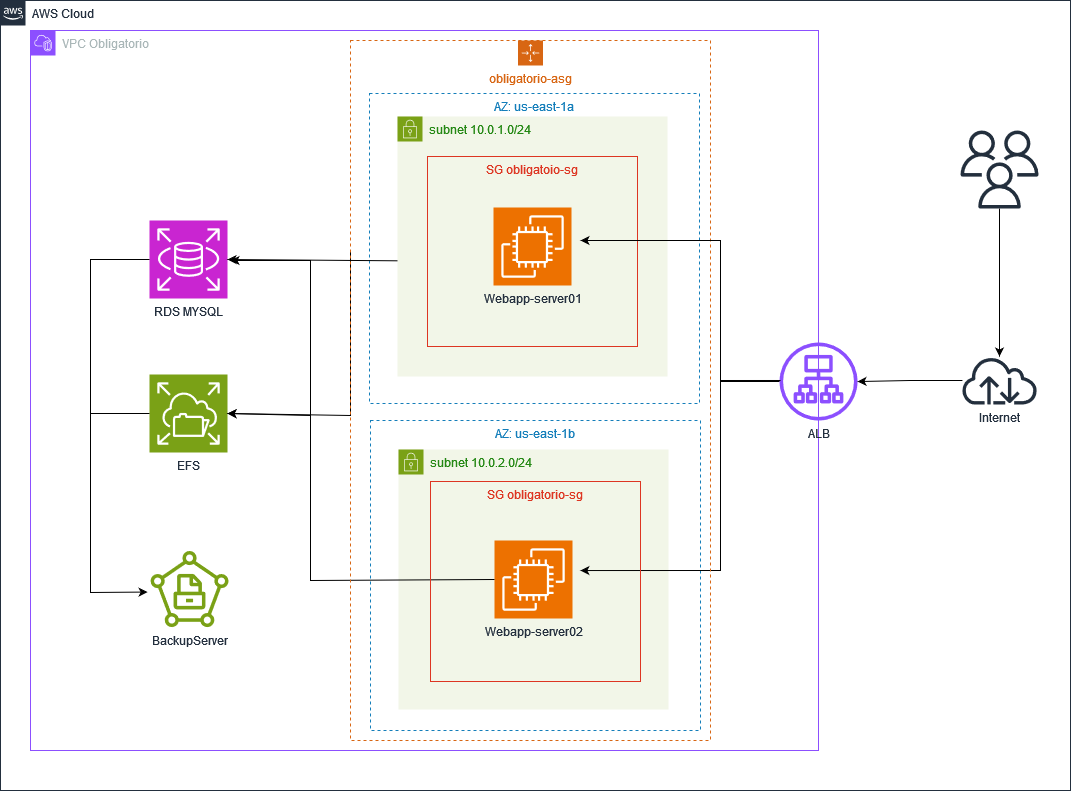 aws
AWS Cloud
VPC Obligatorio
obligatorio-asg
AZ: us-east-1a
subnet 10.0.1.0/24
SG obligatoio-sg
Webapp-server01
RDS MYSQL
EFS
BackupServer
AZ: us-east-1b
subnet 10.0.2.0/24
SG obligatorio-sg
Webapp-server02
ALB
Internet